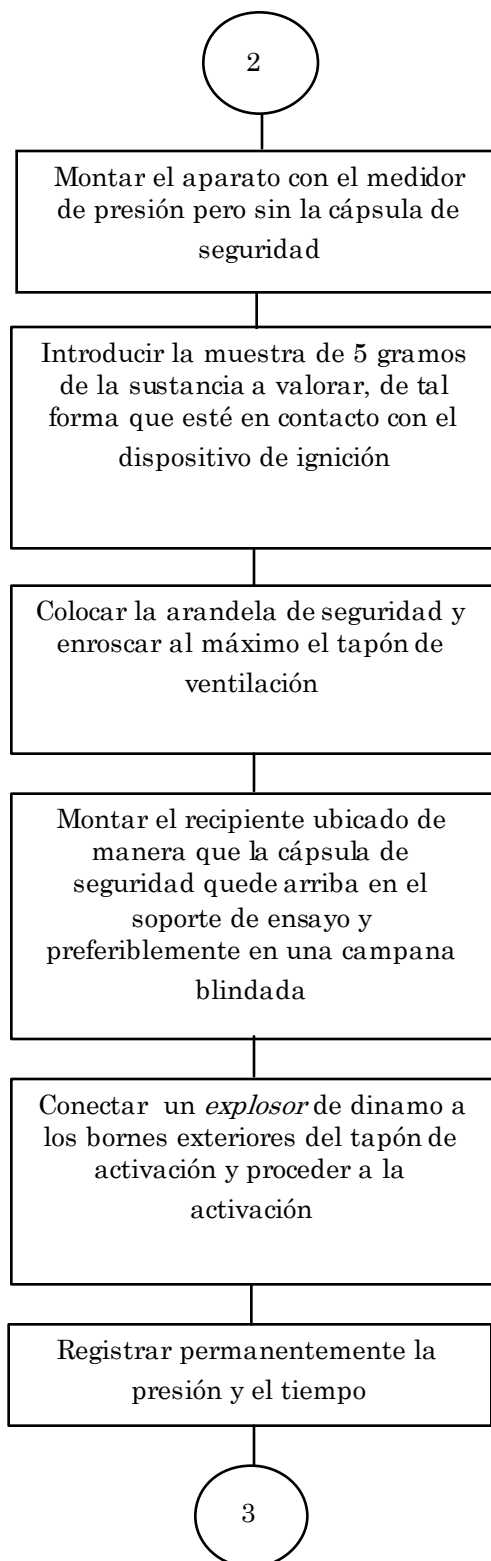 2
Montar el aparato con el medidor
de presión pero sin la cápsula de
seguridad
Introducir la muestra de 5 gramos
de la sustancia a valorar, de tal
forma que esté en contacto con el
dispositivo de ignición
Colocar la arandela de seguridad y
enroscar al máximo el tapón de
ventilación
Montar el recipiente ubicado de
manera que la cápsula de
seguridad quede arriba en el
soporte de ensayo y
preferiblemente en una campana
blindada
Conectar un explosor de dinamo a
los bornes exteriores del tapón de
activación y proceder a la
activación
Registrar permanentemente la
presión y el tiempo
3